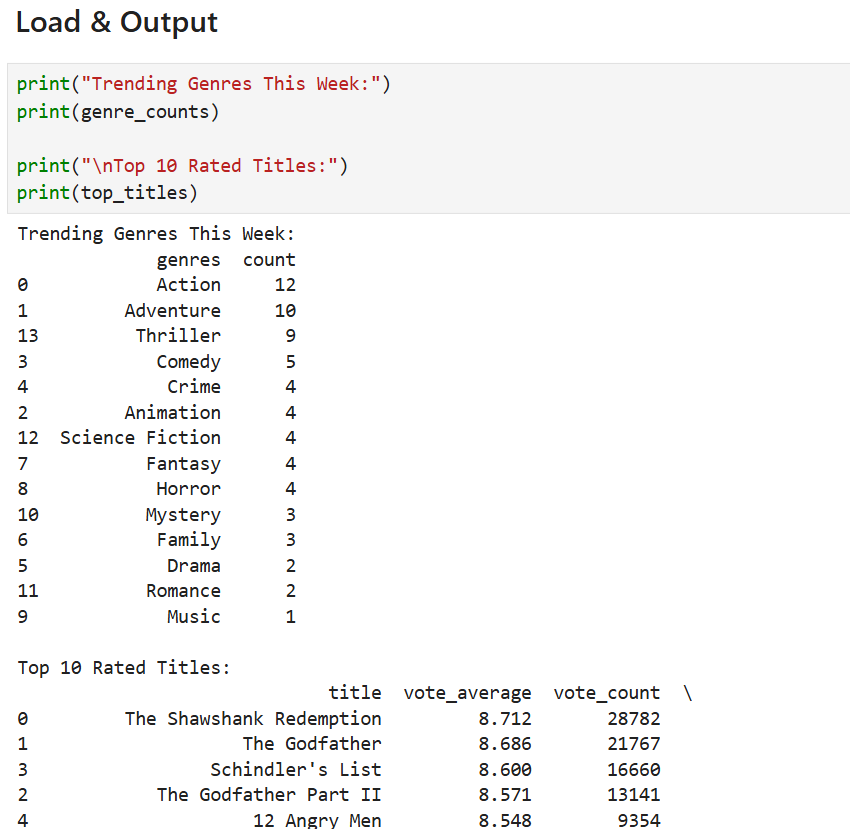 Load & Output
print("Trending Genres This Week:")
print(genre_counts)
print("\nTop 10 Rated Titles:")
print(top_titles)
Trending Genres This Week:
genres count
0 Action 12
1 Adventure 10
13 Thriller 9
3 Comedy 5
4 Crime 4
2 Animation 4
12 Science Fiction 4
7 Fantasy 4
8 Horror 4
10 Mystery 3
6 Family 3
5 Drama 2
11 Romance 2
9 Music 1
Top 10 Rated Titles:
title vote_average vote_count \
0 The Shawshank Redemption 8.712 28782
1 The Godfather 8.686 21767
3 Schindler's List 8.600 16660
2 The Godfather Part II 8.571 13141
4 12 Angry Men 8.548 9354